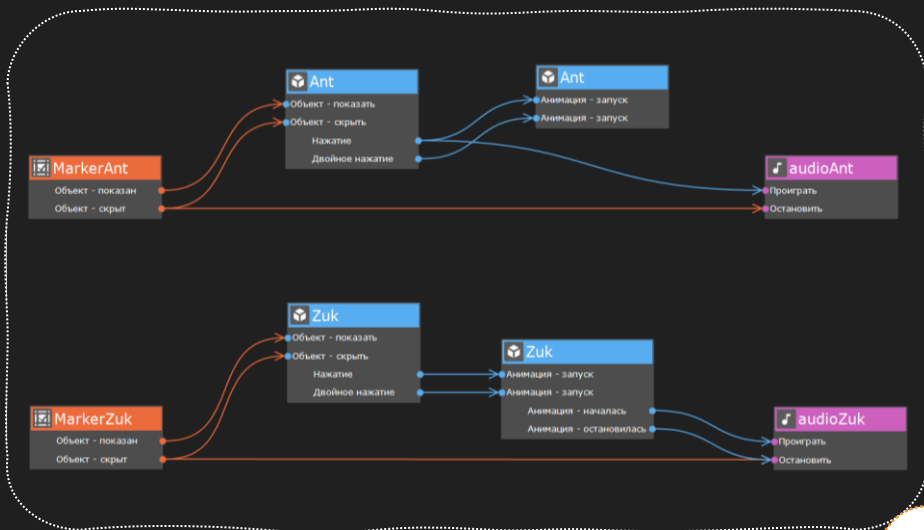 Ant
Объект - показать
Объект - скрыть
Нажатие
Двойное нажатие
Ant
Анимация - запуск
Анимация - запуск
MarkerAnt
Объект - показан
Объект - скрыт
audioAnt
Проиграть
Остановить
Zuk
Объект - показать
Объект - скрыть
Нажатие
Двойное нажатие
Zuk
Анимация - запуск
Анимация - запуск
Анимация - началась
Анимация - остановилась
MarkerZuk
Объект - показан
Объект - скрыт
audioZuk
Проиграть
Остановить